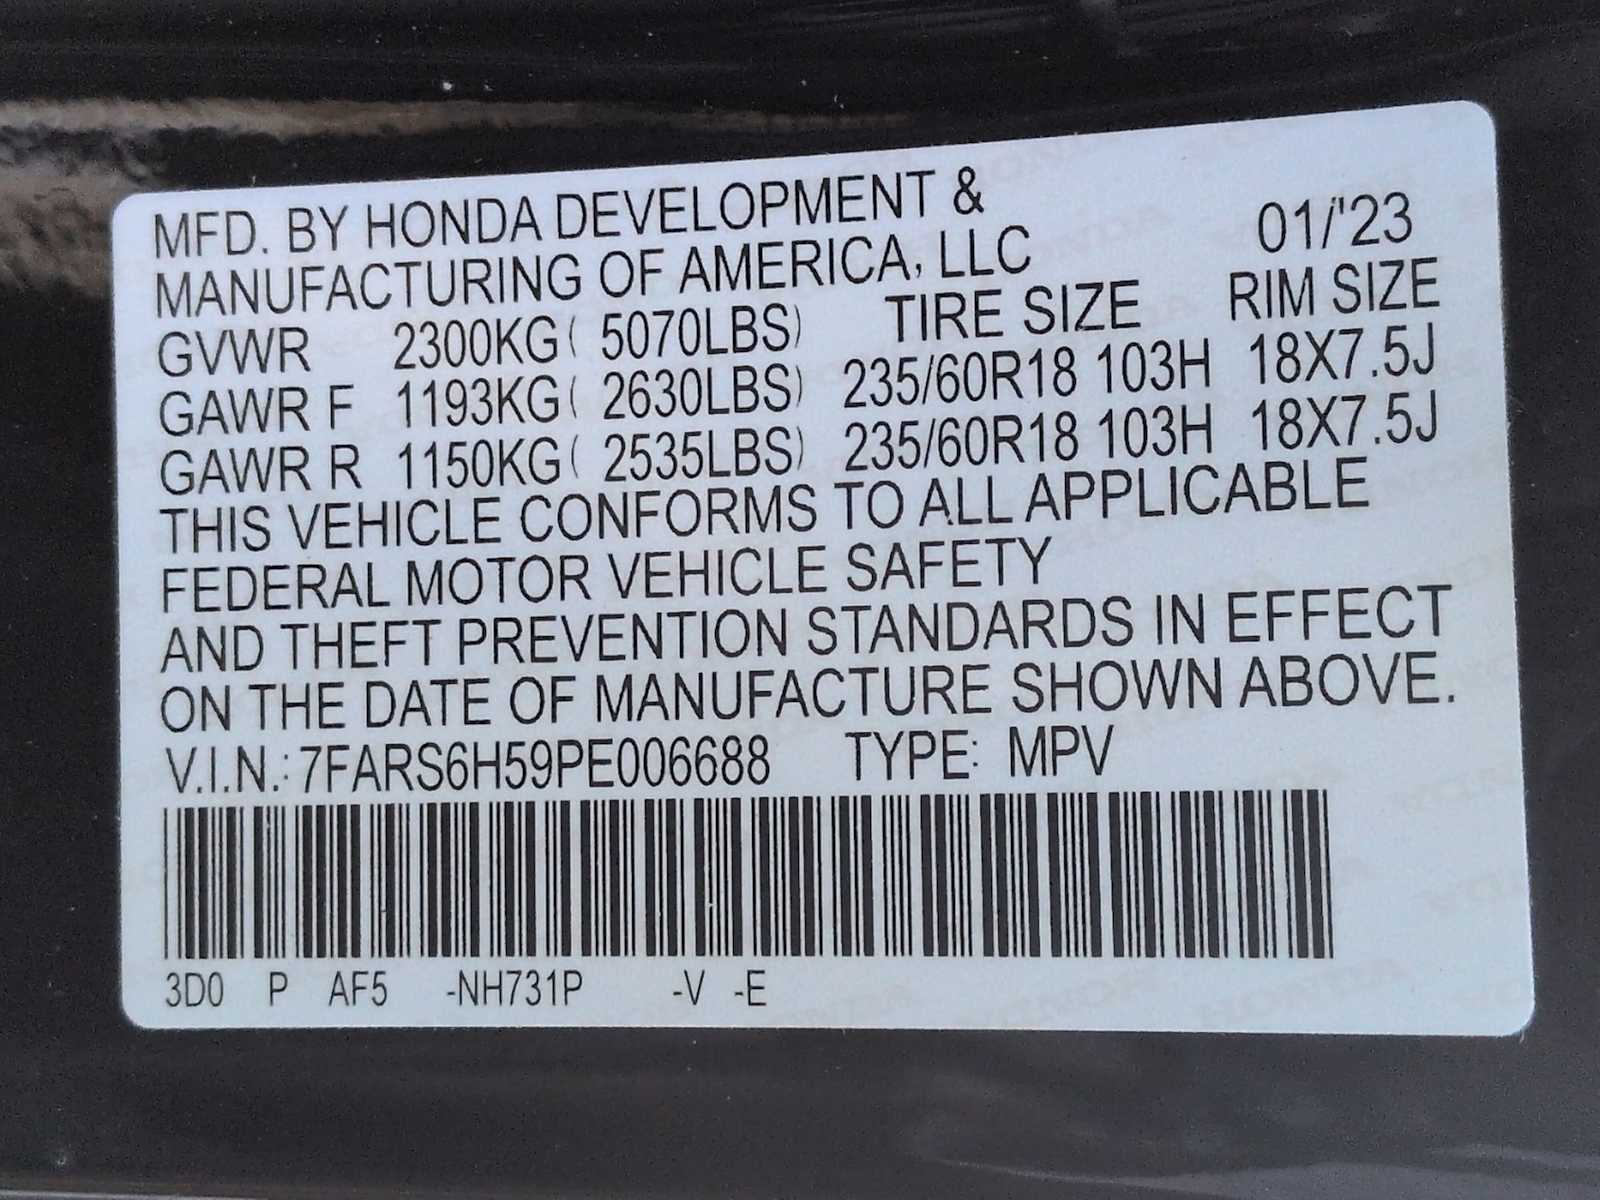 MFD. BY HONDA DEVELOPMENT & 01/'23
MANUFACTURING OF AMERICA, LLC
GVWR 2300KG( 5070LBS) TIRE SIZE RIM SIZE
GAWR F 1193KG( 2630LBS) 235/60R18 103H 18X7.5J
GAWR R 1150KG( 2535LBS) 235/60R18 103H 18X7.5J
THIS VEHICLE CONFORMS TO ALL APPLICABLE
FEDERAL MOTOR VEHICLE SAFETY
AND THEFT PREVENTION STANDARDS IN EFFECT
ON THE DATE OF MANUFACTURE SHOWN ABOVE.
V.I.N.: 7FARS6H59PE006688 TYPE: MPV
3D0 P AF5 -NH731P -V -E